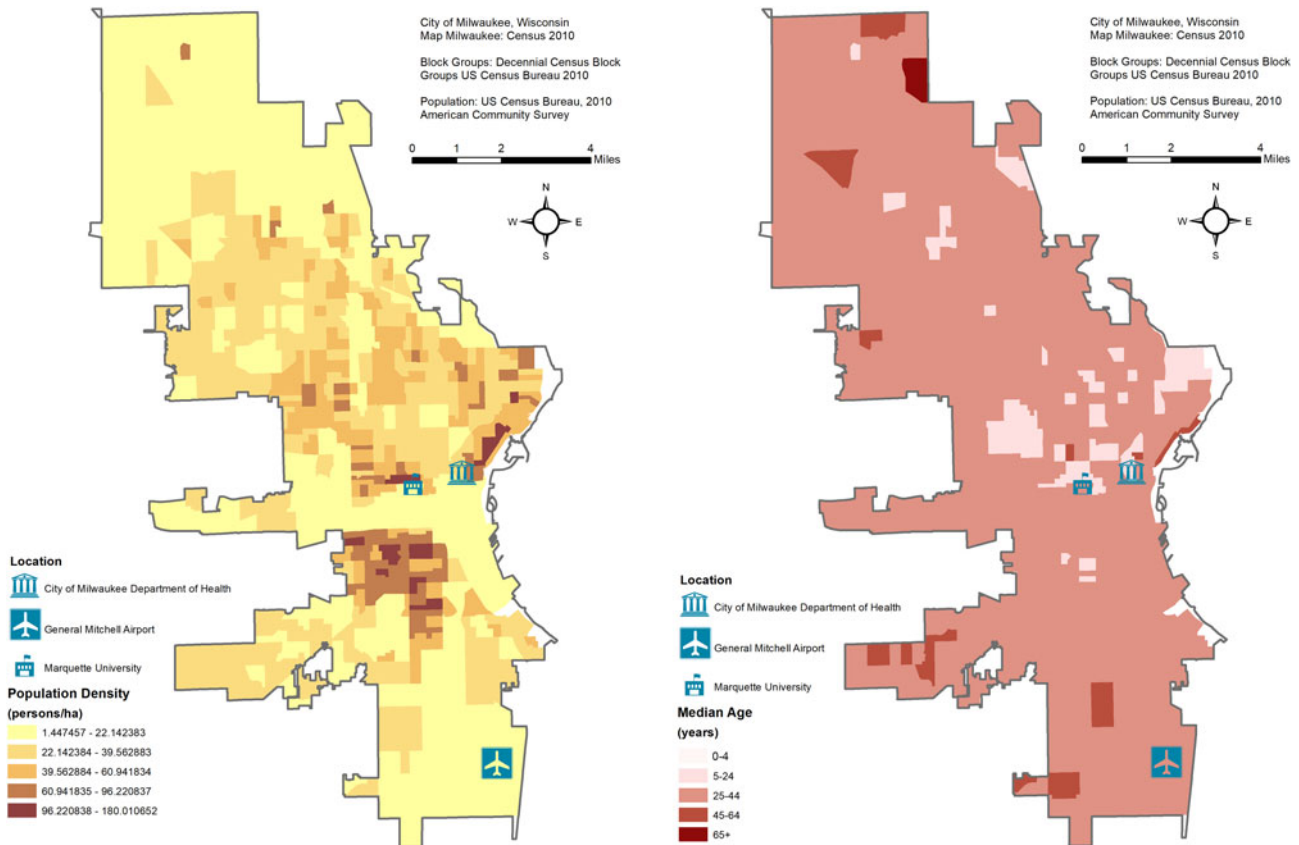 City of Milwaukee, Wisconsin
Map Milwaukee: Census 2010
Block Groups: Decennial Census Block
Groups US Census Bureau 2010
Population: US Census Bureau, 2010
American Community Survey
0 1 2 4
Miles
N
W E
S
Location
City of Milwaukee Department of Health
General Mitchell Airport
Marquette University
Population Density
(persons/ha)
1.447457 - 22.142383
22.142384 - 39.562883
39.562884 - 60.941834
60.941835 - 96.220837
96.220838 - 180.010652
City of Milwaukee, Wisconsin
Map Milwaukee: Census 2010
Block Groups: Decennial Census Block
Groups US Census Bureau 2010
Population: US Census Bureau, 2010
American Community Survey
0 1 2 4
Miles
N
W E
S
Location
City of Milwaukee Department of Health
General Mitchell Airport
Marquette University
Median Age
(years)
0-4
5-24
25-44
45-64
65+